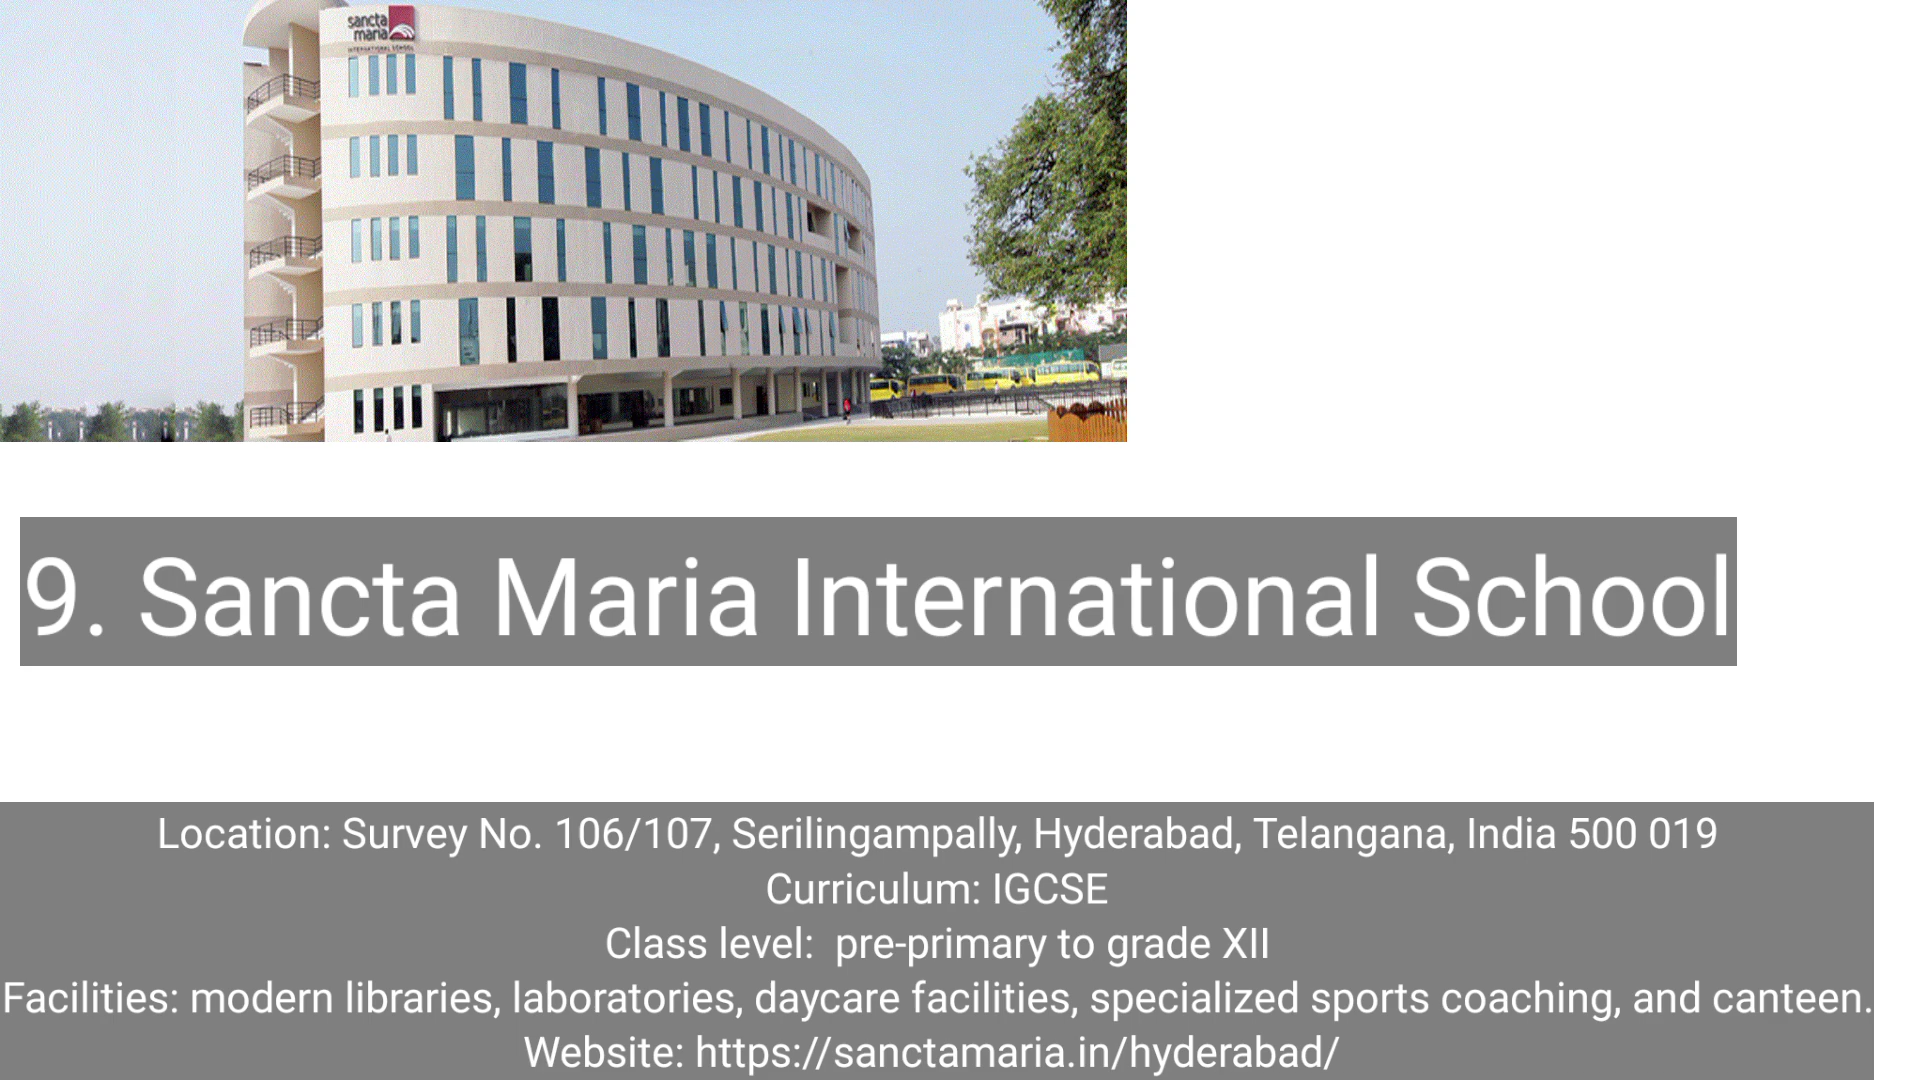 sancta
maria
INTERNATIONAL SCHOOL
9. Sancta Maria International School
Location: Survey No. 106/107, Serilingampally, Hyderabad, Telangana, India 500 019
Curriculum: IGCSE
Class level:  pre-primary to grade XII
Facilities: modern libraries, laboratories, daycare facilities, specialized sports coaching, and canteen.
Website: https://sanctamaria.in/hyderabad/